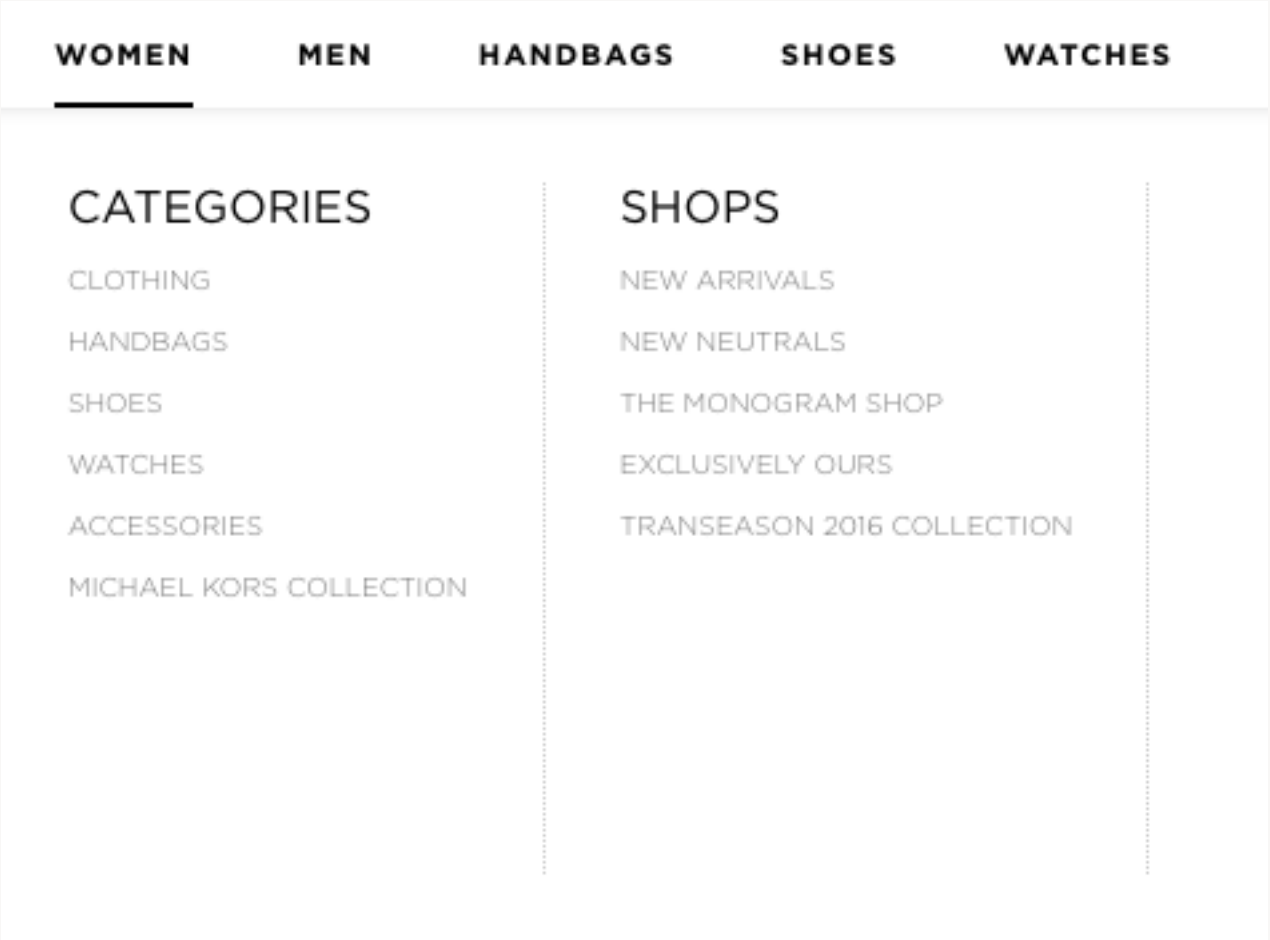 WOMEN MEN HANDBAGS SHOES WATCHES
CATEGORIES
CLOTHING
HANDBAGS
SHOES
WATCHES
ACCESSORIES
MICHAEL KORS COLLECTION
SHOPS
NEW ARRIVALS
NEW NEUTRALS
THE MONOGRAM SHOP
EXCLUSIVELY OURS
TRANSEASON 2016 COLLECTION